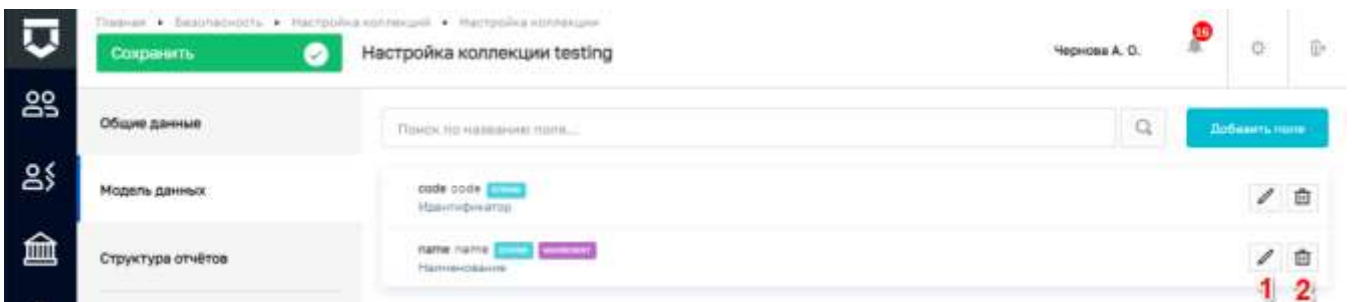 Главная • Безопасность • Настройка коллекций • Настройка коллекции
Сохранить
Настройка коллекции testing
Чернова А. О.
16
Общие данные
Поиск по названию поля...
Добавить поле
Модель данных
code code
Идентификатор
name name
Наименование
Структура отчётов
1 2